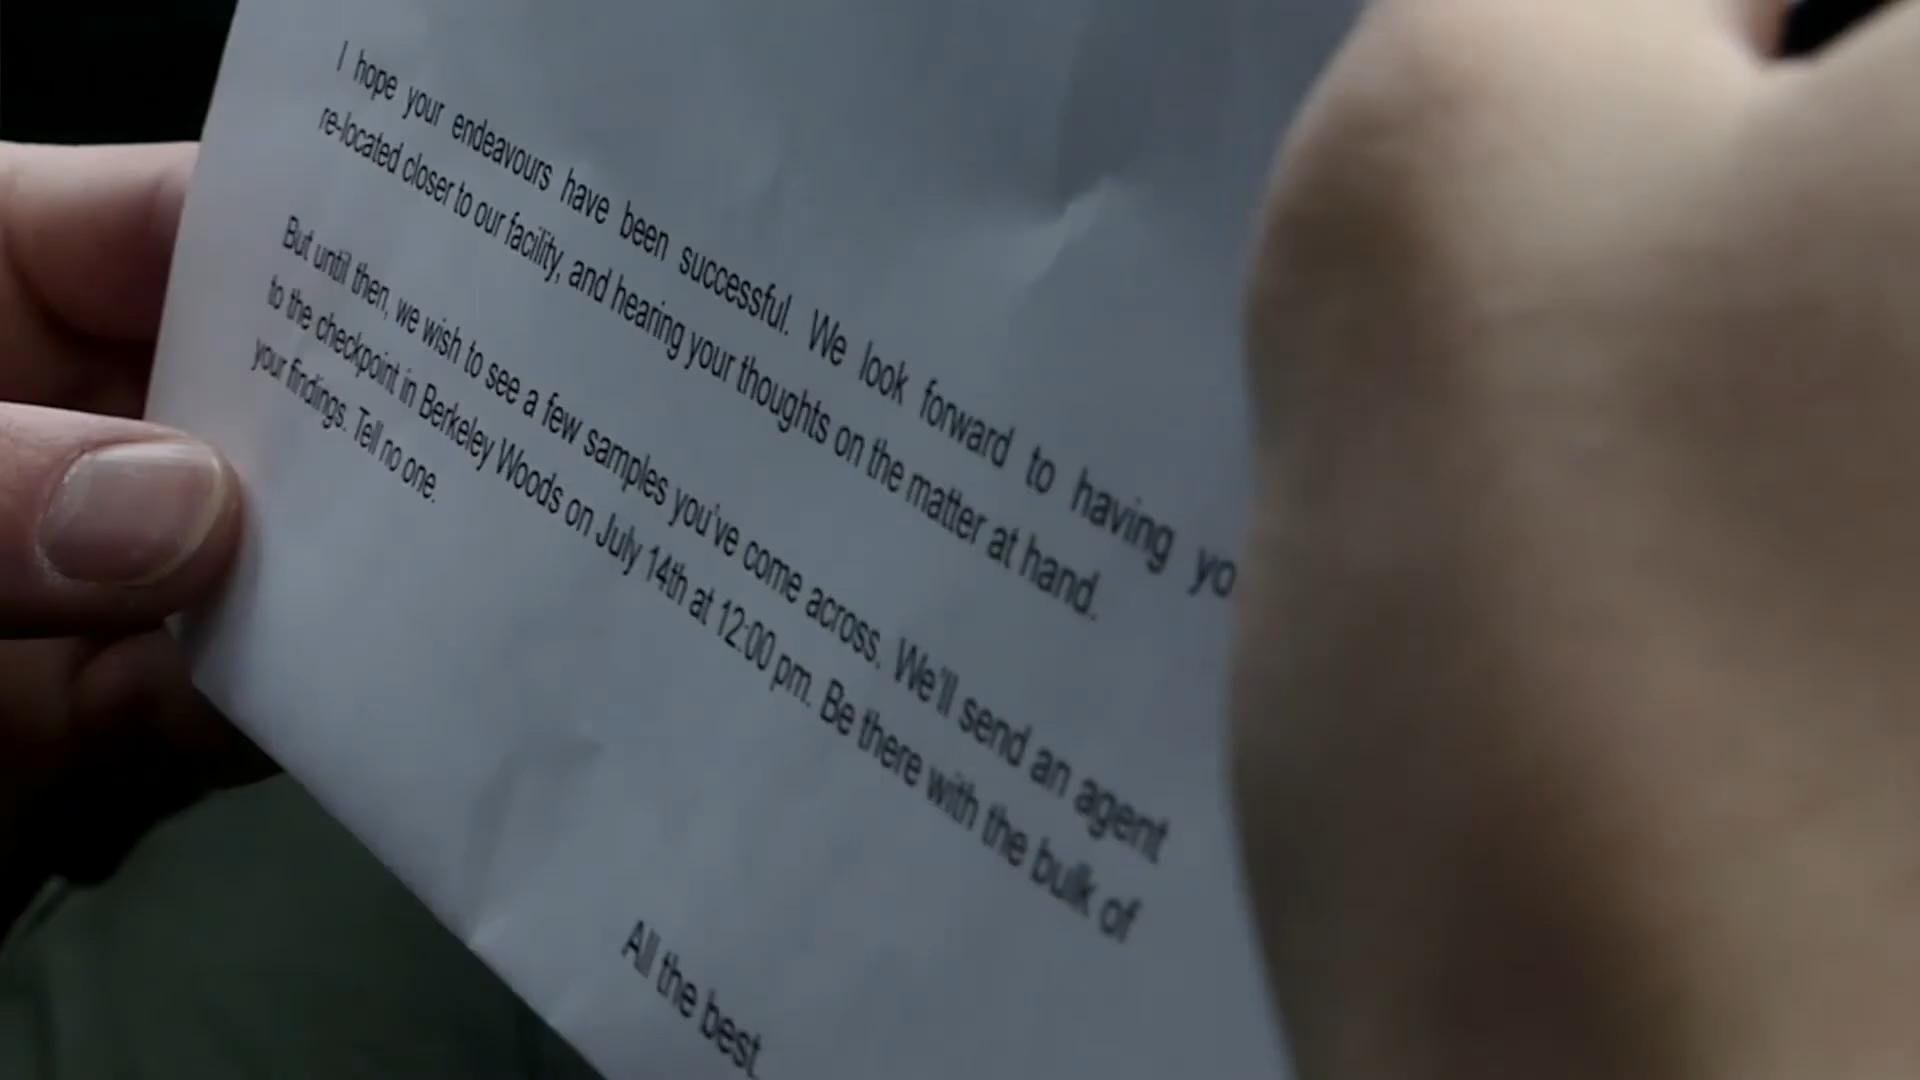 I hope your endeavours have been successful. We look forward to having
re-located closer to our facility, and hearing your thoughts on the matter at hand.
But until then, we wish to see a few samples you've come across. We'll send an agent
to the checkpoint in Berkeley Woods on July 14th at 12:00 pm. Be there with the bulk of
your findings. Tell no one.
All the best